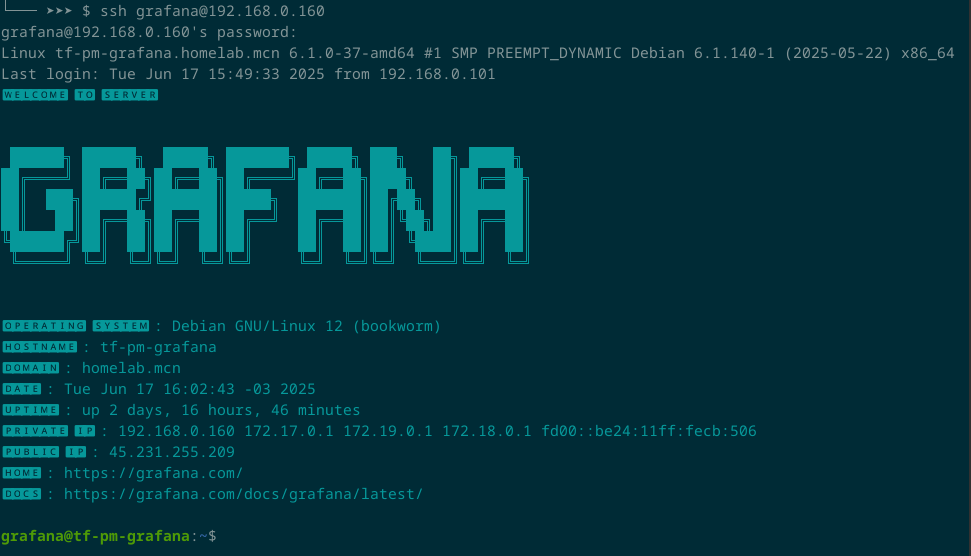 └── ➤➤➤ $ ssh grafana@192.168.0.160
grafana@192.168.0.160's password:
Linux tf-pm-grafana.homelab.mcn 6.1.0-37-amd64 #1 SMP PREEMPT_DYNAMIC Debian 6.1.140-1 (2025-05-22) x86_64
Last login: Tue Jun 17 15:49:33 2025 from 192.168.0.101
WELCOME TO SERVER
GRAFANA
OPERATING SYSTEM : Debian GNU/Linux 12 (bookworm)
HOSTNAME : tf-pm-grafana
DOMAIN : homelab.mcn
DATE : Tue Jun 17 16:02:43 -03 2025
UPTIME : up 2 days, 16 hours, 46 minutes
PRIVATE IP : 192.168.0.160 172.17.0.1 172.19.0.1 172.18.0.1 fd00::be24:11ff:fecb:506
PUBLIC IP : 45.231.255.209
HOME : https://grafana.com/
DOCS : https://grafana.com/docs/grafana/latest/
grafana@tf-pm-grafana:~$